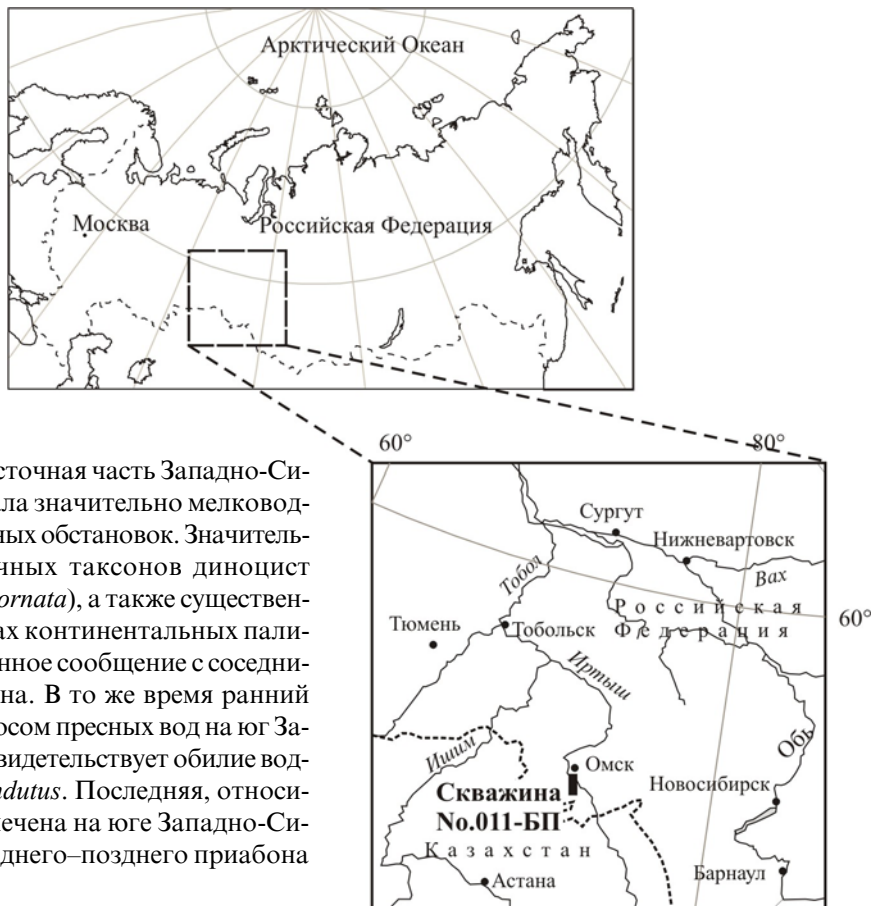 Арктический Океан
Москва
Российская Федерация
сточная часть Западно-Си-
ала значительно мелковод-
ных обстановок. Значитель-
чных таксонов диноцист
ornata), а также существен-
ах континентальных пали-
нное сообщение с соседни-
на. В то же время ранний
осом пресных вод на юг За-
видетельствует обилие вод-
ndutus. Последняя, относи-
ечена на юге Западно-Си-
днего–позднего приабона
60°
80°
Сургут
Нижневартовск
Вах
Тобол
Российская
Федерация
60°
Тюмень
Тобольск
Иртыш
Обь
Ишим
Омск
Скважина
No.011-БП
Новосибирск
Казахстан
Астана
Барнаул